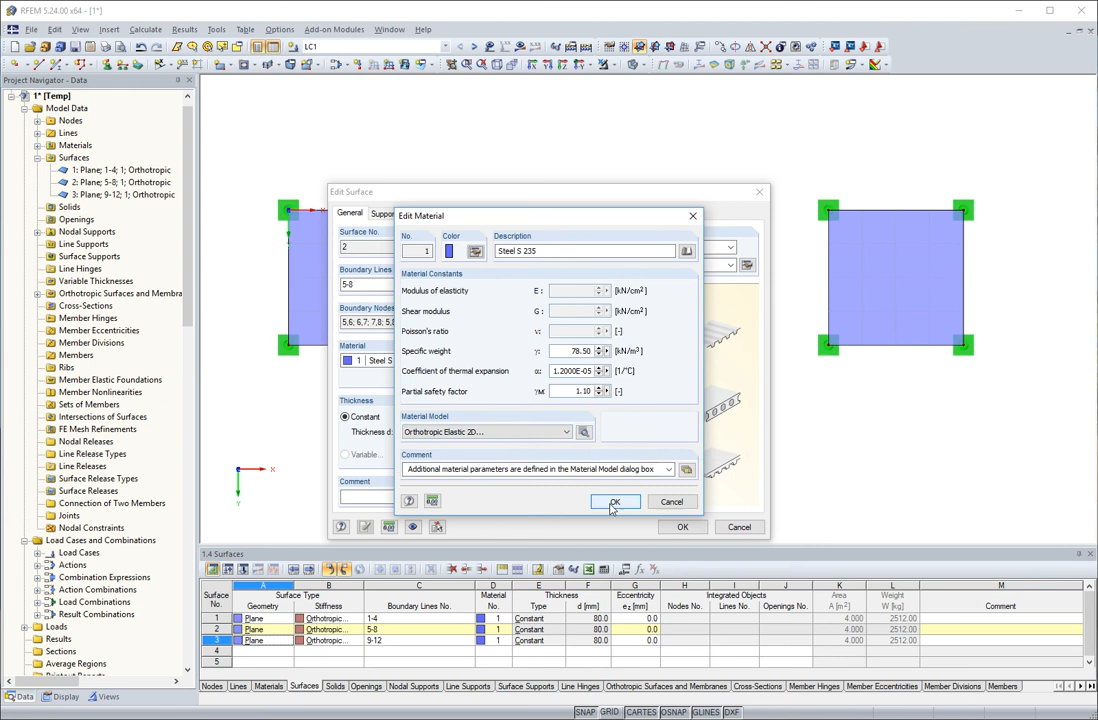 RFEM 5.24.00 x64 - [1*]
File Edit View Insert Calculate Results Tools Table Options Add-on Modules Window Help
LC1
Project Navigator - Data
1* [Temp]
Model Data
Nodes
Lines
Materials
Surfaces
1: Plane; 1-4; 1; Orthotropic
2: Plane; 5-8; 1; Orthotropic
3: Plane; 9-12; 1; Orthotropic
Solids
Openings
Nodal Supports
Line Supports
Surface Supports
Line Hinges
Variable Thicknesses
Orthotropic Surfaces and Membra
Cross-Sections
Member Hinges
Member Eccentricities
Member Divisions
Members
Ribs
Member Elastic Foundations
Member Nonlinearities
Sets of Members
Intersections of Surfaces
FE Mesh Refinements
Nodal Releases
Line Release Types
Line Releases
Surface Release Types
Surface Releases
Connection of Two Members
Joints
Nodal Constraints
Load Cases and Combinations
Load Cases
Actions
Combination Expressions
Action Combinations
Load Combinations
Result Combinations
Loads
Results
Sections
Average Regions
Data Display Views
X
Y
Edit Surface
General Suppor
Surface No.
2
Boundary Lines
5-8
Boundary Nodes
5,6; 6,7; 7,8; 5,8
Material
1 Steel S
Thickness
Constant
Thickness d:
Variable...
Comment
OK Cancel
Edit Material
No. Color Description
1 Steel S 235
Material Constants
Modulus of elasticity E : [kN/cm²]
Shear modulus G : [kN/cm²]
Poisson's ratio ν: [-]
Specific weight γ: 78.50 [kN/m³]
Coefficient of thermal expansion α: 1.2000E-05 [1/°C]
Partial safety factor γM: 1.10 [-]
Material Model
Orthotropic Elastic 2D...
Comment
Additional material parameters are defined in the Material Model dialog box
OK Cancel
1.4 Surfaces
A B C D E F G H I J K L M
Surface No. Surface Type Material Thickness Eccentricity Integrated Objects Area Weight
Geometry Stiffness Boundary Lines No. No. Type d [mm] ez [mm] Nodes No. Lines No. Openings No. A [m²] W [kg] Comment
1 Plane Orthotropic... 1-4 1 Constant 80.0 0.0 4.000 2512.00
2 Plane Orthotropic... 5-8 1 Constant 80.0 0.0 4.000 2512.00
3 Plane Orthotropic... 9-12 1 Constant 80.0 0.0 4.000 2512.00
4
5
Nodes Lines Materials Surfaces Solids Openings Nodal Supports Line Supports Surface Supports Line Hinges Orthotropic Surfaces and Membranes Cross-Sections Member Hinges Member Eccentricities Member Divisions Members
SNAP GRID CARTES OSNAP GLINES DXF